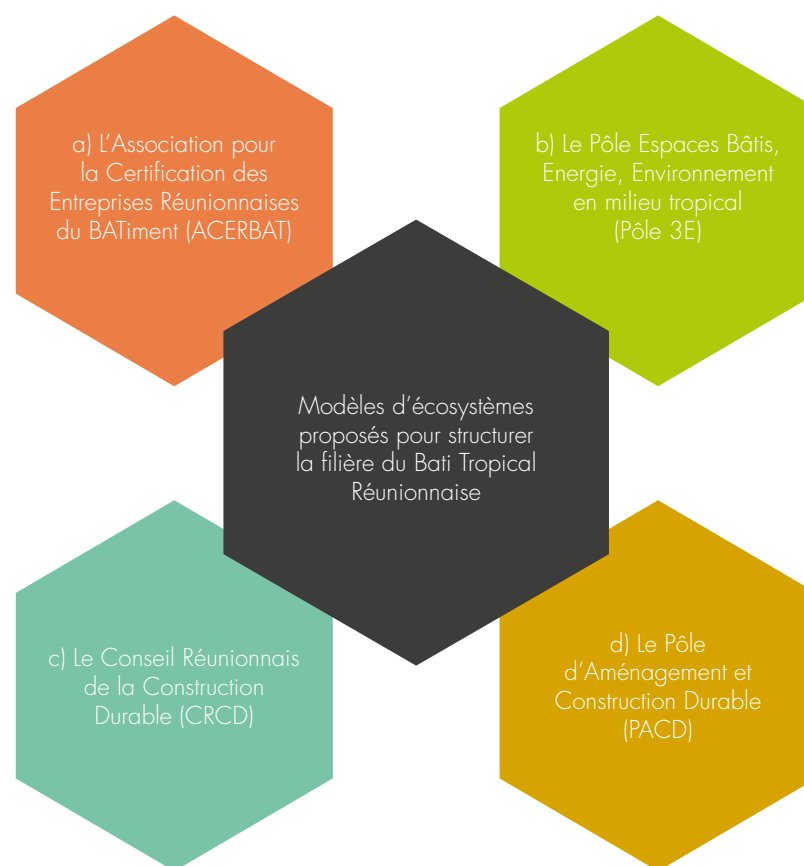 a) L'Association pour
la Certification des
Entreprises Réunionnaises
du BATiment (ACERBAT)
b) Le Pôle Espaces Bâtis,
Energie, Environnement
en milieu tropical
(Pôle 3E)
Modèles d'écosystèmes
proposés pour structurer
la filière du Bati Tropical
Réunionnaise
c) Le Conseil Réunionnais
de la Construction
Durable (CRCD)
d) Le Pôle
d'Aménagement et
Construction Durable
(PACD)